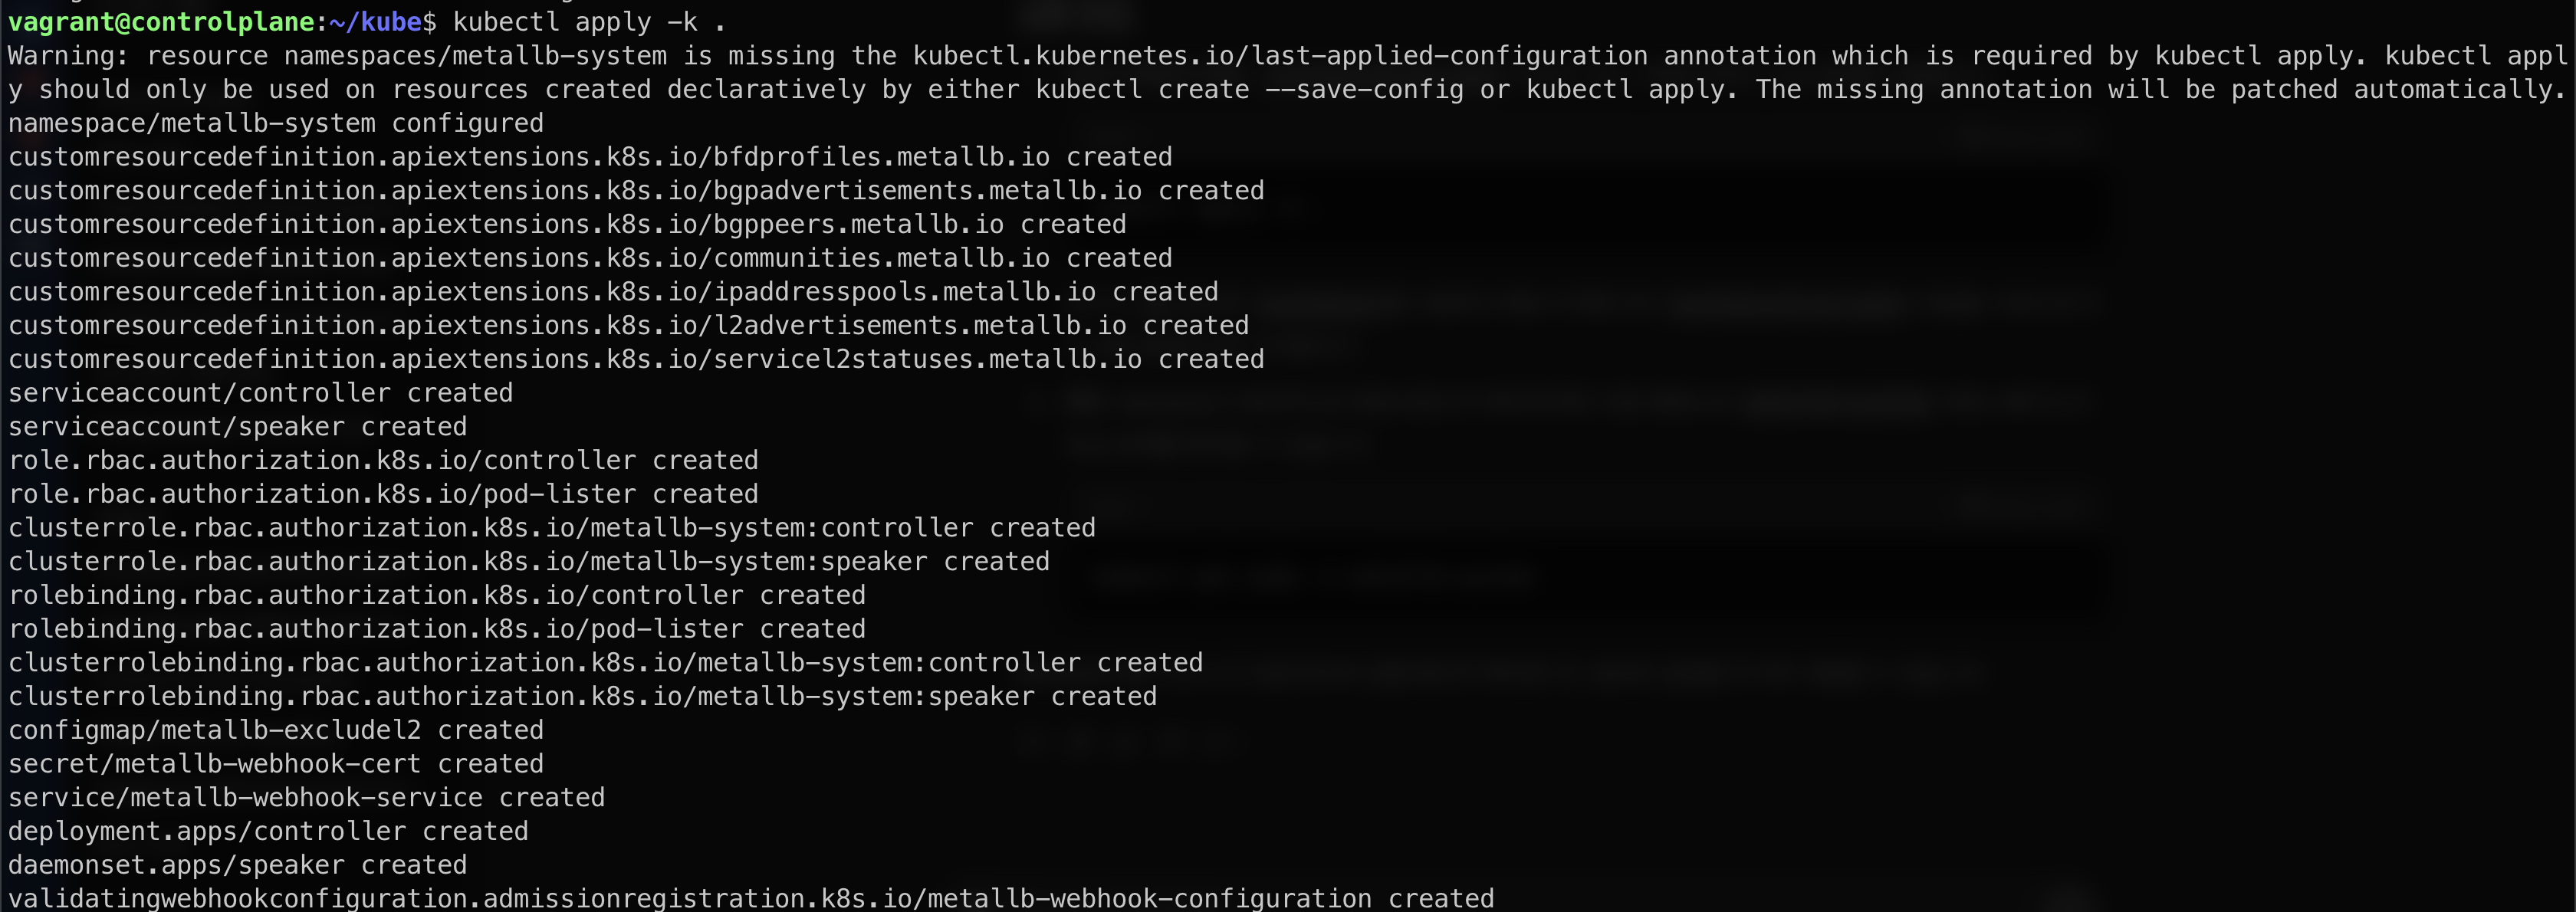 vagrant@controlplane:~/kube$ kubectl apply -k .
Warning: resource namespaces/metallb-system is missing the kubectl.kubernetes.io/last-applied-configuration annotation which is required by kubectl apply. kubectl appl
y should only be used on resources created declaratively by either kubectl create --save-config or kubectl apply. The missing annotation will be patched automatically.
namespace/metallb-system configured
customresourcedefinition.apiextensions.k8s.io/bfdprofiles.metallb.io created
customresourcedefinition.apiextensions.k8s.io/bgpadvertisements.metallb.io created
customresourcedefinition.apiextensions.k8s.io/bgppeers.metallb.io created
customresourcedefinition.apiextensions.k8s.io/communities.metallb.io created
customresourcedefinition.apiextensions.k8s.io/ipaddresspools.metallb.io created
customresourcedefinition.apiextensions.k8s.io/l2advertisements.metallb.io created
customresourcedefinition.apiextensions.k8s.io/servicel2statuses.metallb.io created
serviceaccount/controller created
serviceaccount/speaker created
role.rbac.authorization.k8s.io/controller created
role.rbac.authorization.k8s.io/pod-lister created
clusterrole.rbac.authorization.k8s.io/metallb-system:controller created
clusterrole.rbac.authorization.k8s.io/metallb-system:speaker created
rolebinding.rbac.authorization.k8s.io/controller created
rolebinding.rbac.authorization.k8s.io/pod-lister created
clusterrolebinding.rbac.authorization.k8s.io/metallb-system:controller created
clusterrolebinding.rbac.authorization.k8s.io/metallb-system:speaker created
configmap/metallb-excludel2 created
secret/metallb-webhook-cert created
service/metallb-webhook-service created
deployment.apps/controller created
daemonset.apps/speaker created
validatingwebhookconfiguration.admissionregistration.k8s.io/metallb-webhook-configuration created